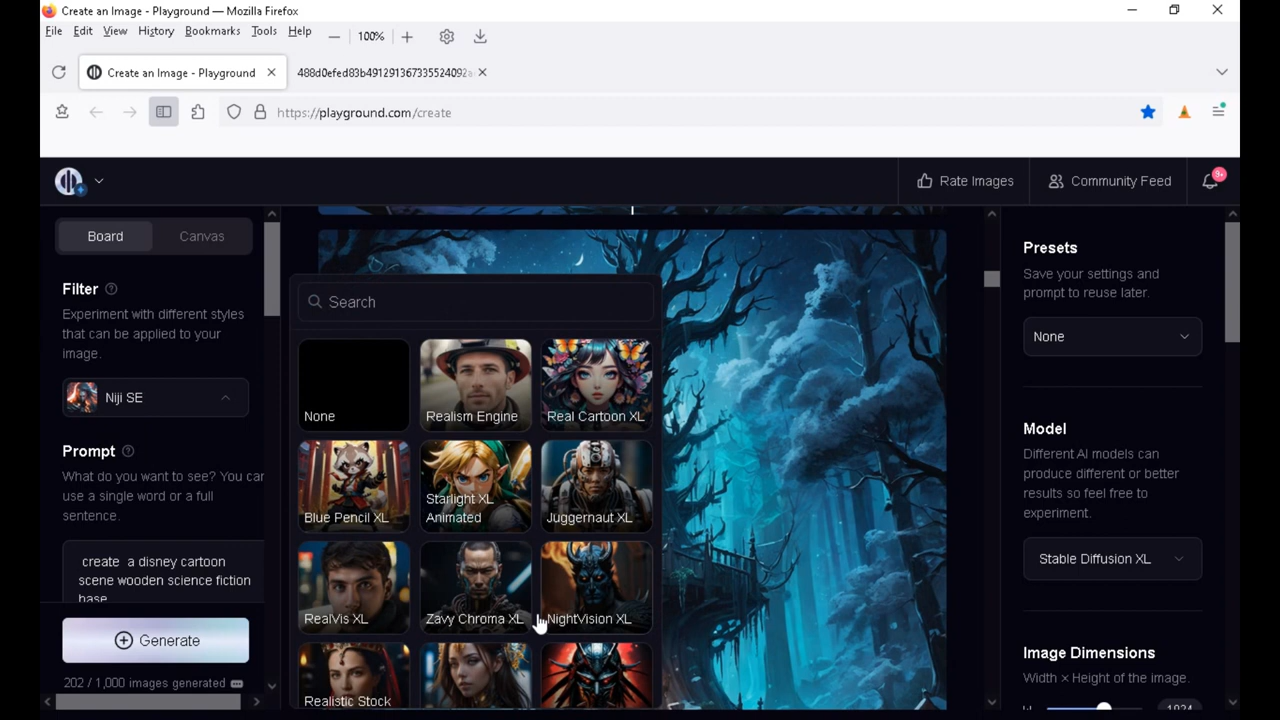 Create an Image - Playground — Mozilla Firefox
File Edit View History Bookmarks Tools Help
100%
Create an Image - Playground
488d0efed83b491291367335524092
https://playground.com/create
Rate Images
Community Feed
9+
Board
Canvas
Filter
Experiment with different styles
that can be applied to your
image.
Niji SE
Prompt
What do you want to see? You can
use a single word or a full
sentence.
create a disney cartoon
scene wooden science fiction
base
Generate
202 / 1,000 images generated
Search
None
Realism Engine
Real Cartoon XL
Blue Pencil XL
Starlight XL
Animated
Juggernaut XL
RealVis XL
Zavy Chroma XL
NightVision XL
Realistic Stock
Presets
Save your settings and
prompt to reuse later.
None
Model
Different AI models can
produce different or better
results so feel free to
experiment.
Stable Diffusion XL
Image Dimensions
Width × Height of the image.
W
1024